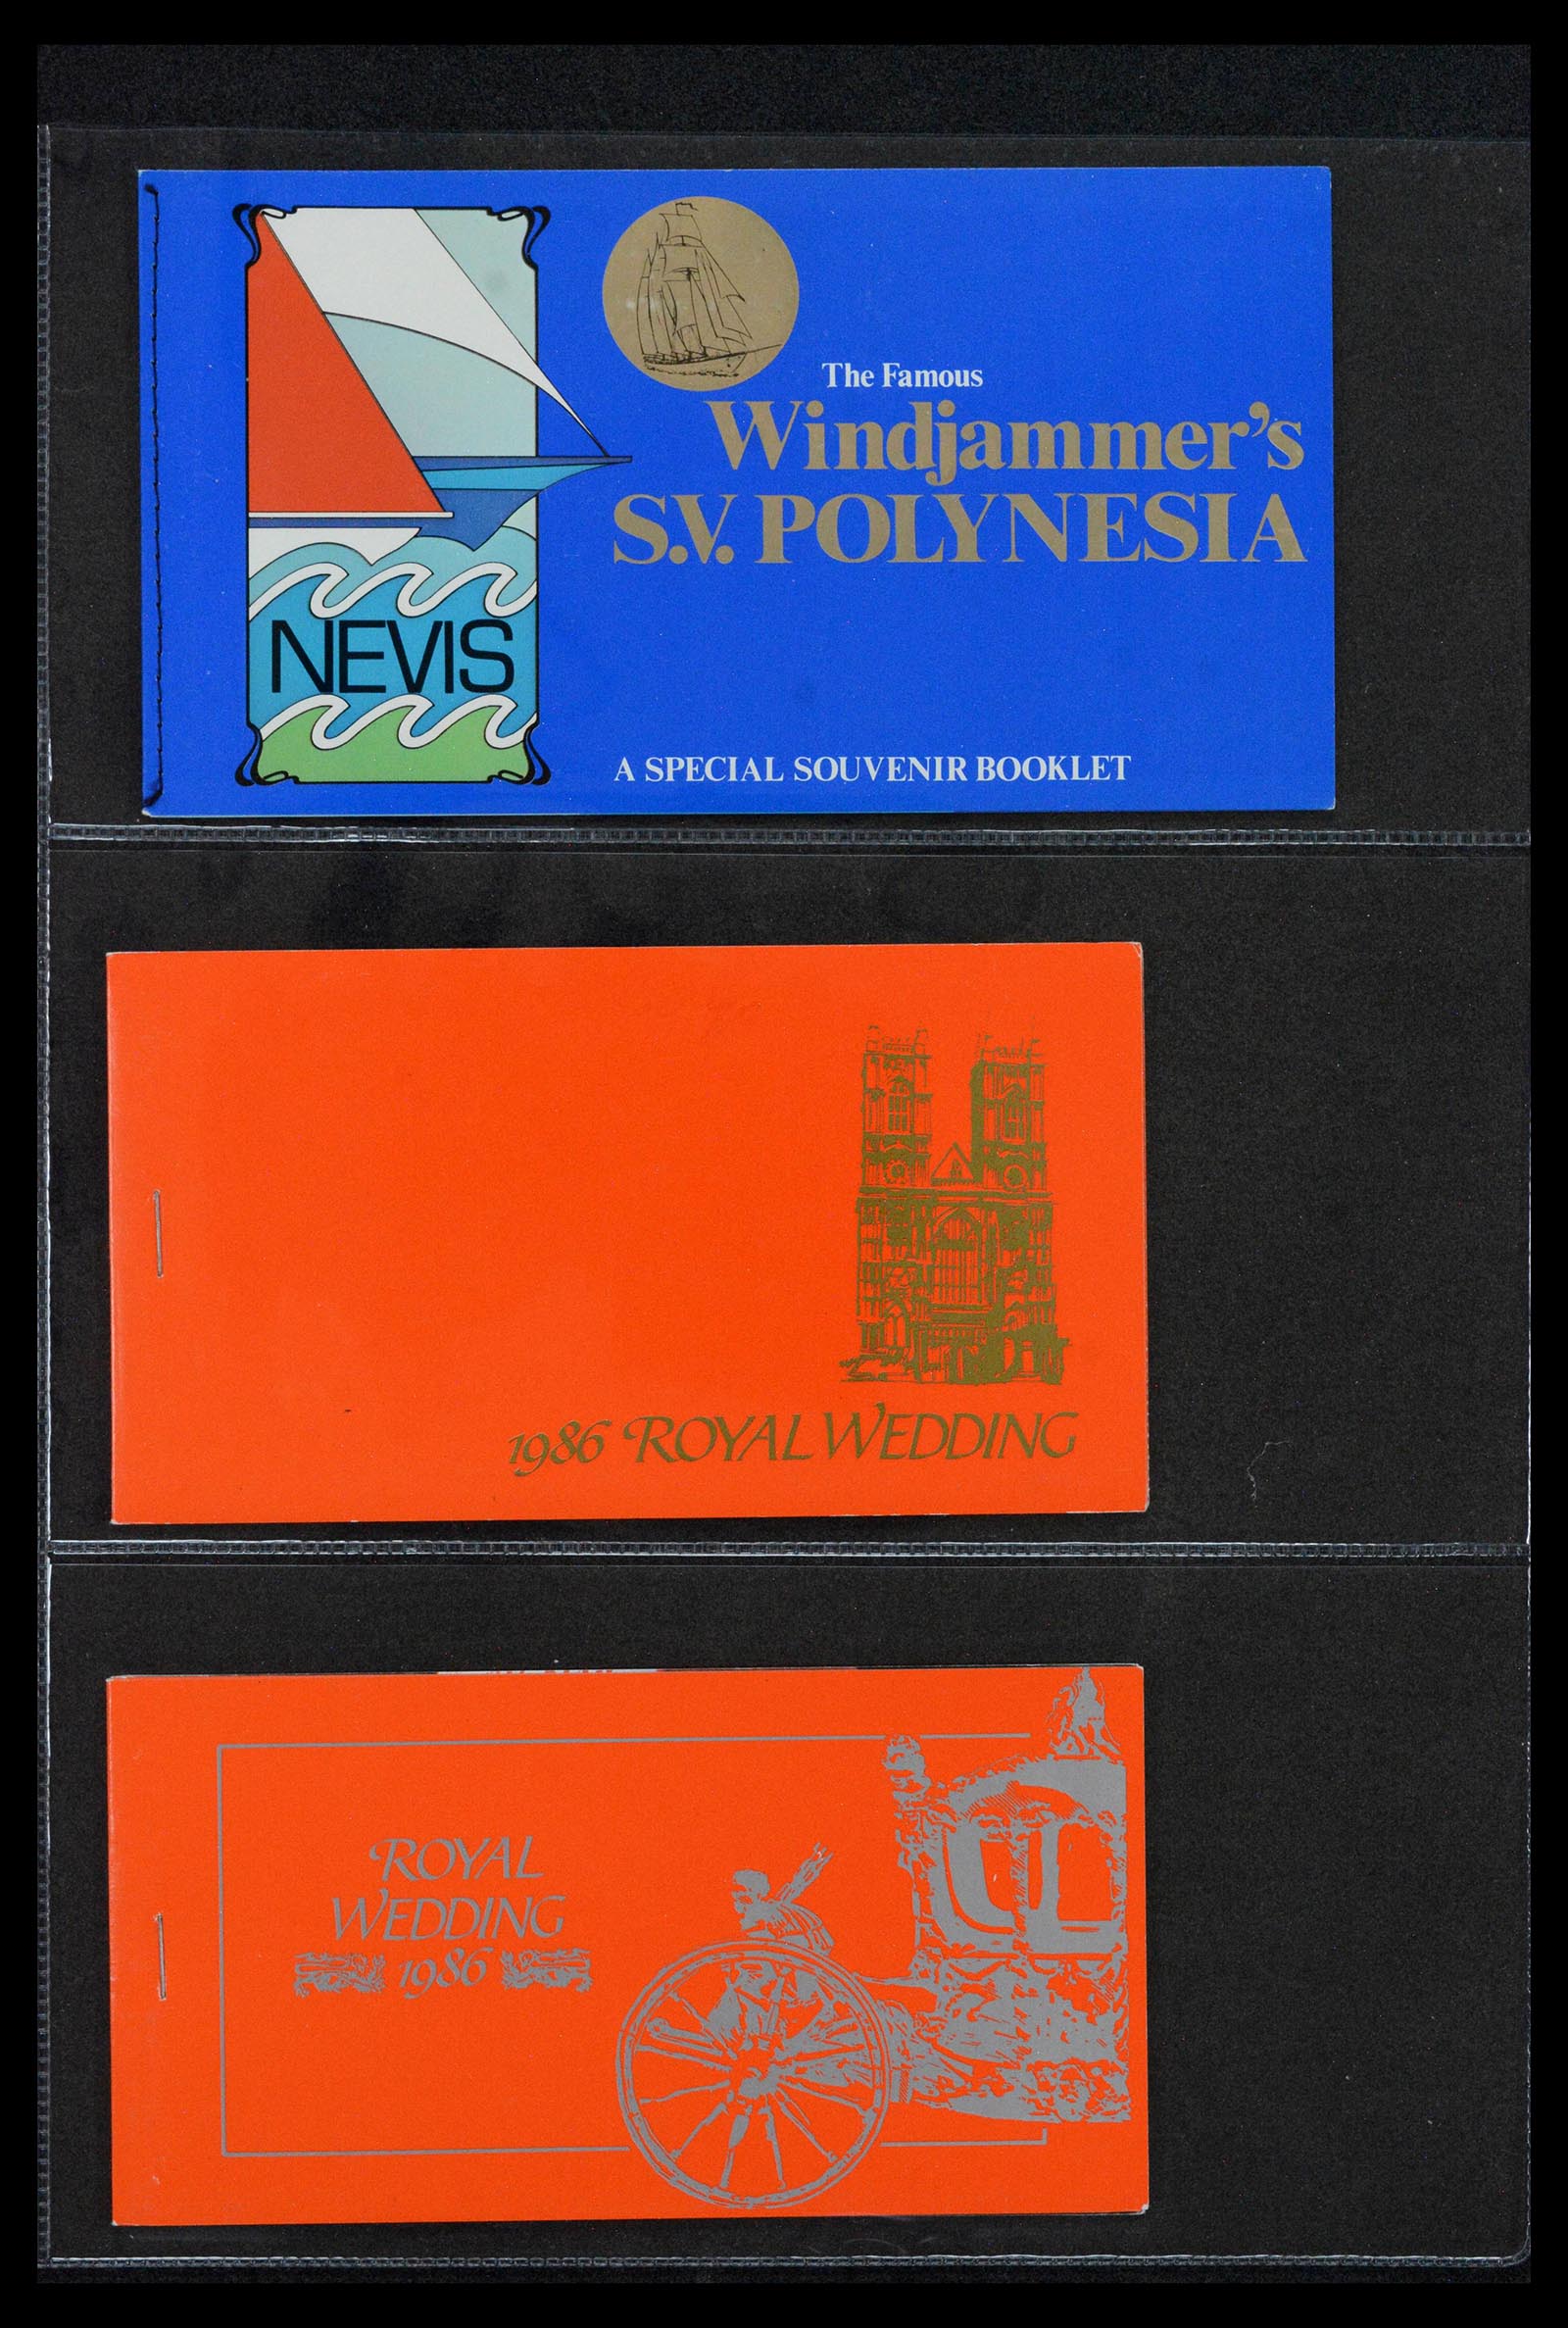 NEVIS
The Famous
Windjammer's
S.V. POLYNESIA
A SPECIAL SOUVENIR BOOKLET
1986 ROYAL WEDDING
ROYAL
WEDDING
1986